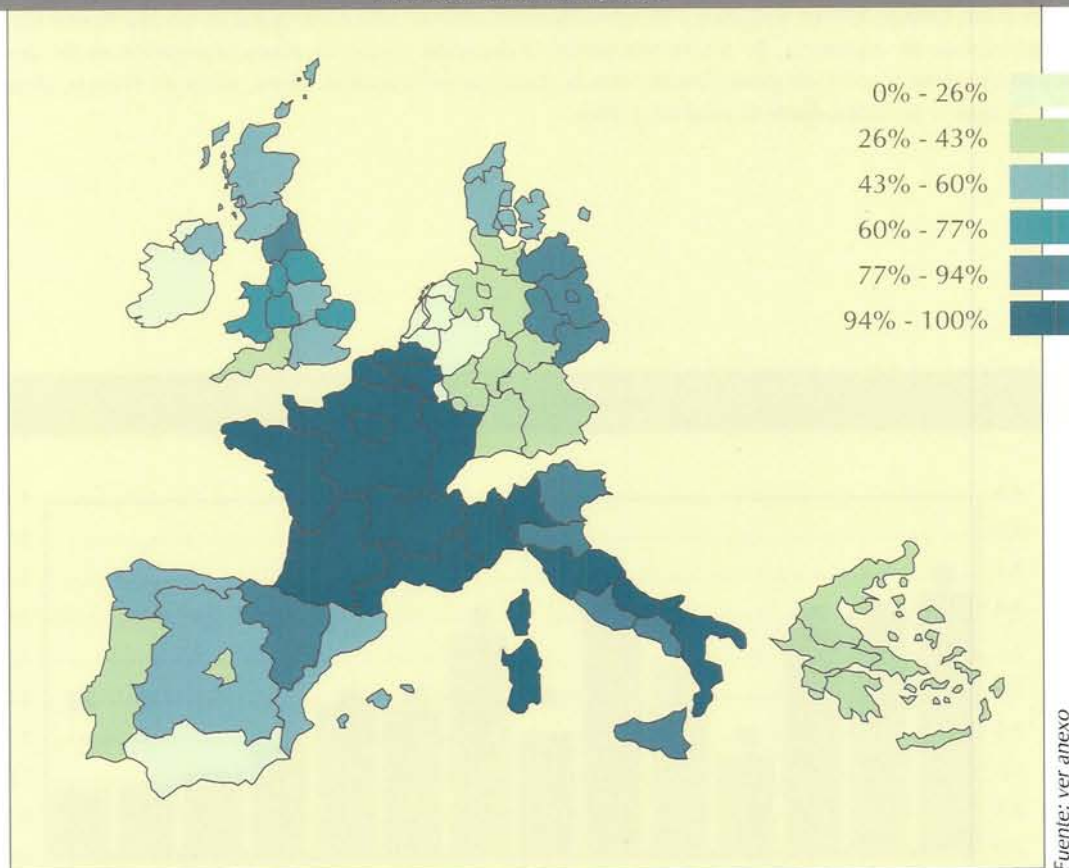 0% - 26%
26% - 43%
43% - 60%
60% - 77%
77% - 94%
94% - 100%
Fuente: ver anexo